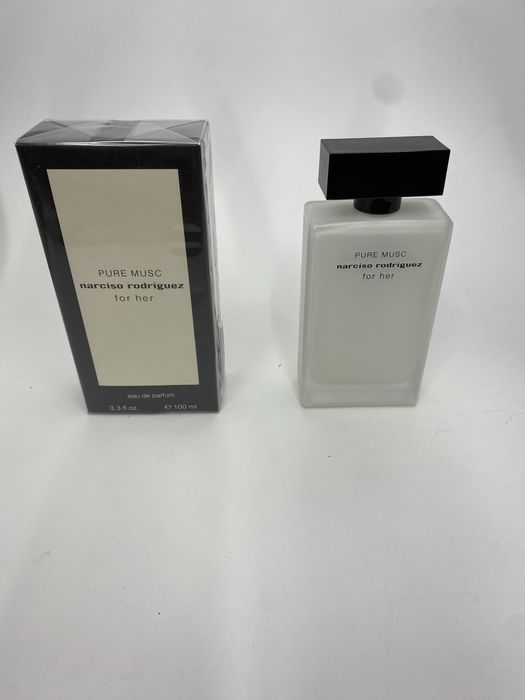 PURE MUSC
narciso rodriguez
for her
eau de parfum
3.3 fl.oz. ℮ 100 ml
PURE MUSC
narciso rodriguez
for her